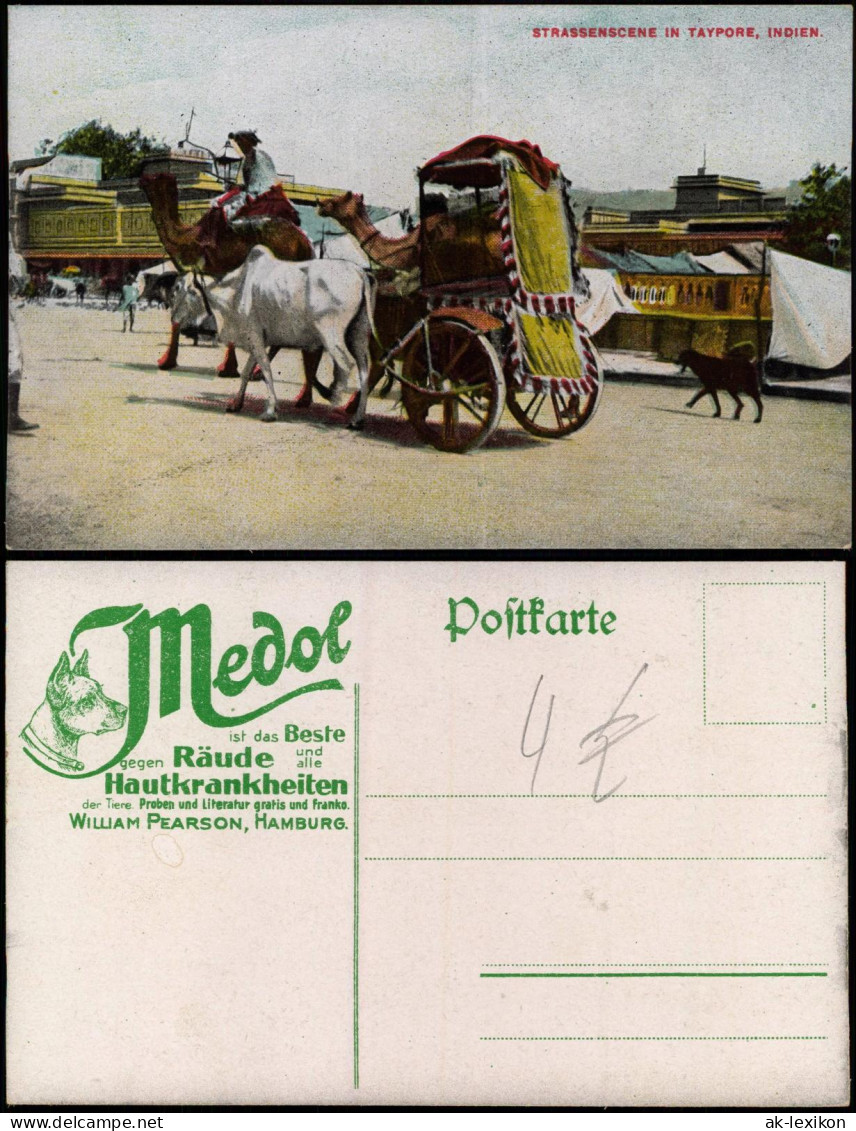 STRASSENSCENE IN TAYPORE, INDIEN.
Medol
ist das Beste
gegen Räude und alle
Hautkrankheiten
der Tiere. Proben und Literatur gratis und franko.
WILLIAM PEARSON, HAMBURG.
Poſtkarte
4
ak-lexikon